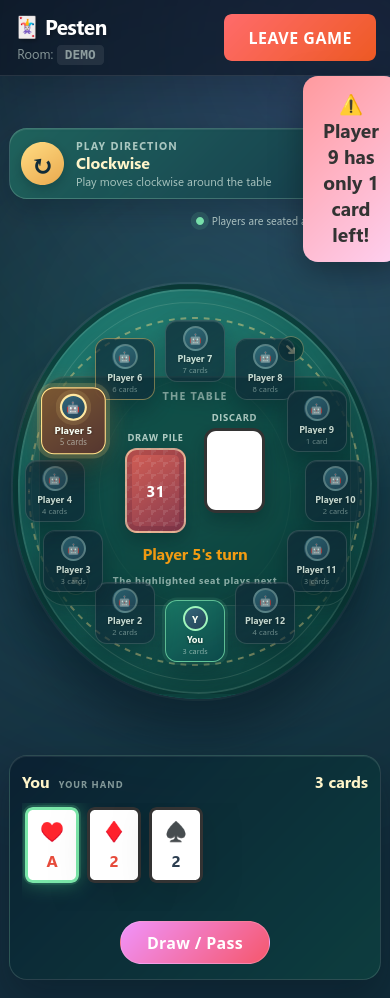 Pesten
Room: DEMO
LEAVE GAME
⚠️
Player
9 has
only 1
card
left!
PLAY DIRECTION
Clockwise
Play moves clockwise around the table
Players are seated
Player 7
7 cards
Player 6
6 cards
Player 8
6 cards
THE TABLE
Player 5
5 cards
DISCARD
Player 9
1 card
DRAW PILE
31
Player 4
4 cards
Player 10
2 cards
Player 5's turn
Player 3
3 cards
Player 11
3 cards
The highlighted seat plays next
Player 2
2 cards
Y
You
3 cards
Player 12
4 cards
You YOUR HAND
3 cards
A
2
2
Draw / Pass